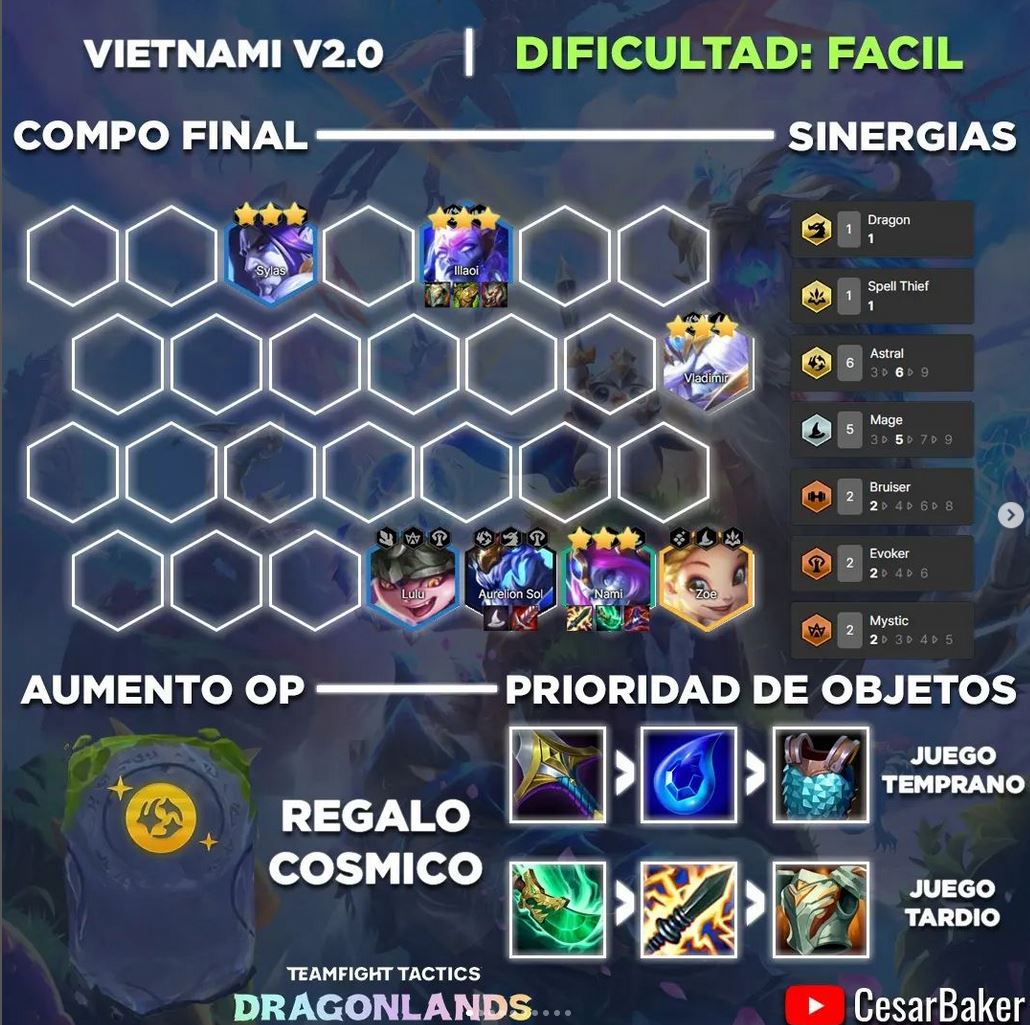 VIETNAMI V2.0 | DIFICULTAD: FACIL
COMPO FINAL
SINERGIAS
Sylas
Illaoi
Vladimir
Lulu
Aurelion Sol
Nami
Zoe
1 Dragon
1
1 Spell Thief
1
6 Astral
3 6 9
5 Mage
3 5 7 9
2 Bruiser
2 4 6 8
2 Evoker
2 4 6
2 Mystic
2 3 4 5
AUMENTO OP
REGALO
COSMICO
PRIORIDAD DE OBJETOS
JUEGO
TEMPRANO
JUEGO
TARDIO
TEAMFIGHT TACTICS
DRAGONLANDS
CesarBaker